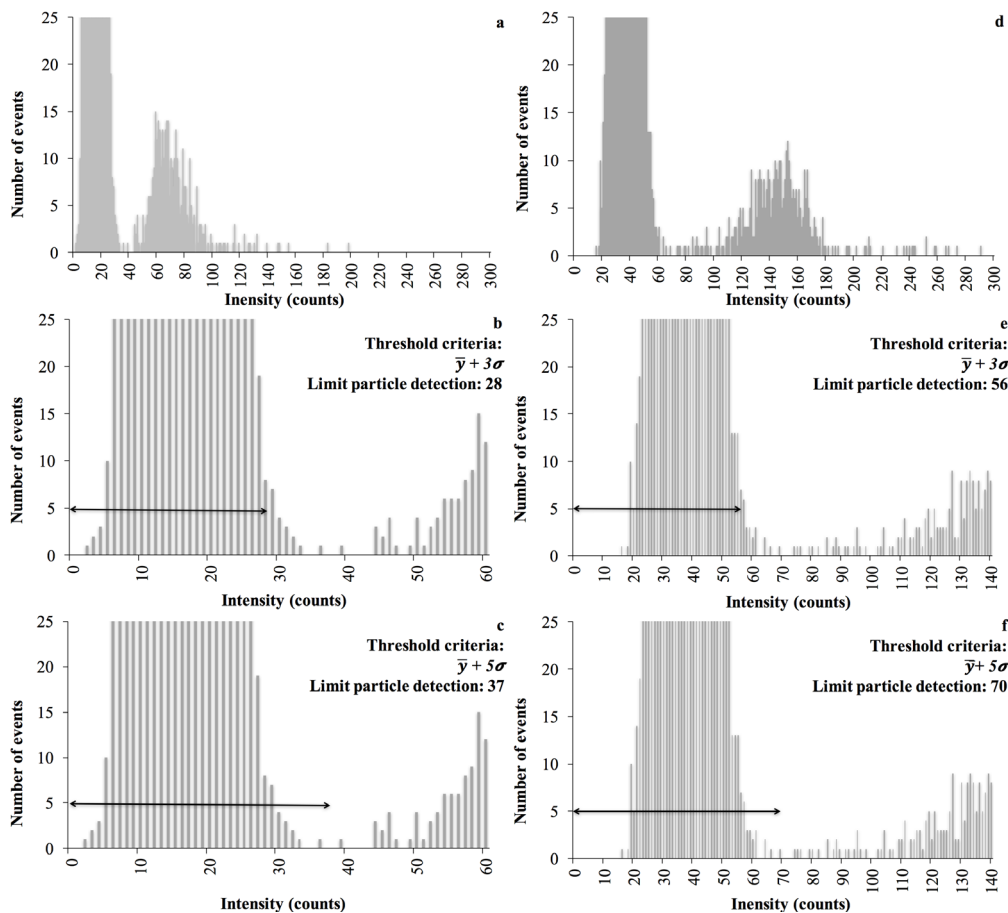 a
Number of events
25
20
15
10
5
0
0 20 40 60 80 100 120 140 160 180 200 220 240 260 280 300
Inensity (counts)
d
Number of events
25
20
15
10
5
0
0 20 40 60 80 100 120 140 160 180 200 220 240 260 280 300
Intensity (counts)
b
Threshold criteria:
y̅ + 3σ
Limit particle detection: 28
Number of events
25
20
15
10
5
0
0 10 20 30 40 50 60
Intensity (counts)
e
Threshold criteria:
y̅ + 3σ
Limit particle detection: 56
Number of events
25
20
15
10
5
0
0 10 20 30 40 50 60 70 80 90 100 110 120 130 140
Intensity (counts)
c
Threshold criteria:
y̅ + 5σ
Limit particle detection: 37
Number of events
25
20
15
10
5
0
0 10 20 30 40 50 60
Intensity (counts)
f
Threshold criteria:
y̅+ 5σ
Limit particle detection: 70
Number of events
25
20
15
10
5
0
0 10 20 30 40 50 60 70 80 90 100 110 120 130 140
Inensity (counts)